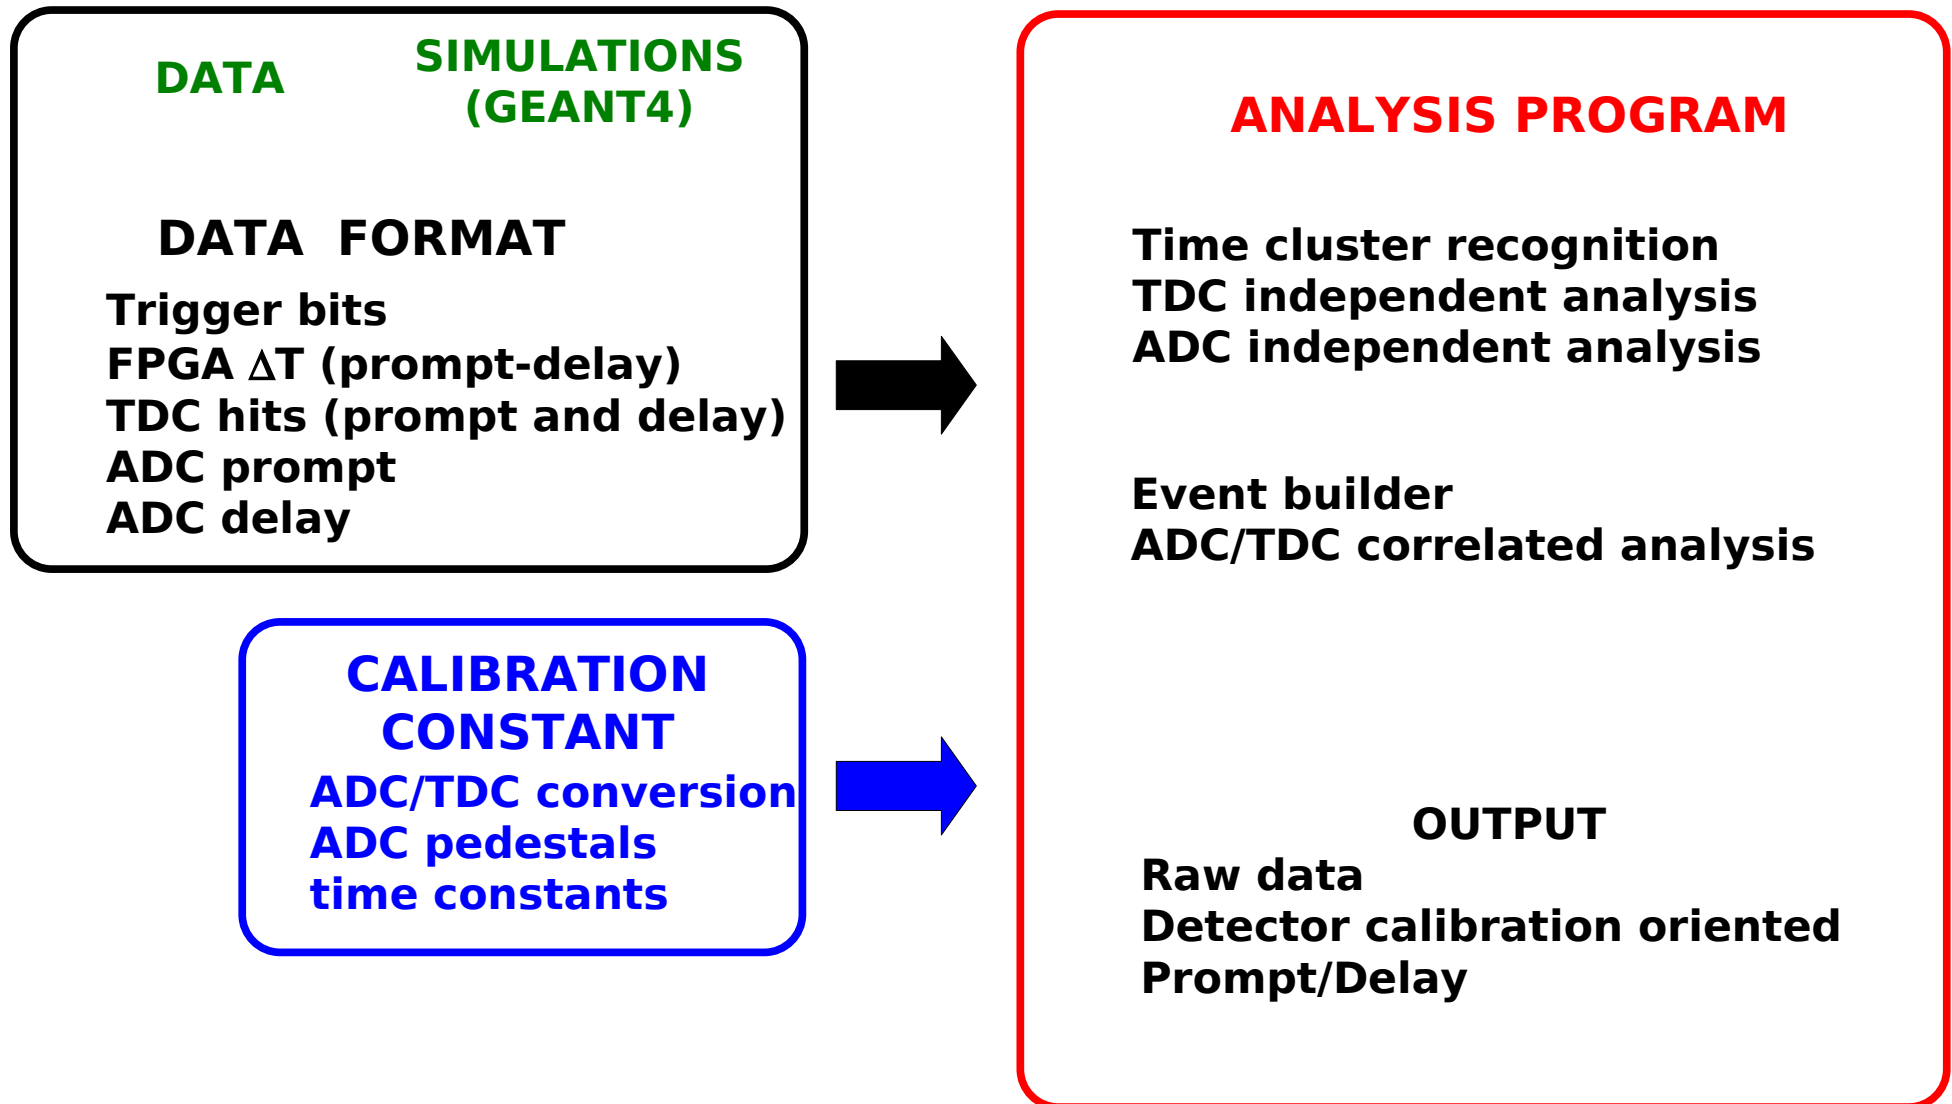 DATA
SIMULATIONS
(GEANT4)
DATA  FORMAT
Trigger bits
FPGA ΔT (prompt-delay)
TDC hits (prompt and delay)
ADC prompt
ADC delay
CALIBRATION
CONSTANT
ADC/TDC conversion
ADC pedestals
time constants
ANALYSIS PROGRAM
Time cluster recognition
TDC independent analysis
ADC independent analysis
Event builder
ADC/TDC correlated analysis
OUTPUT
Raw data
Detector calibration oriented
Prompt/Delay